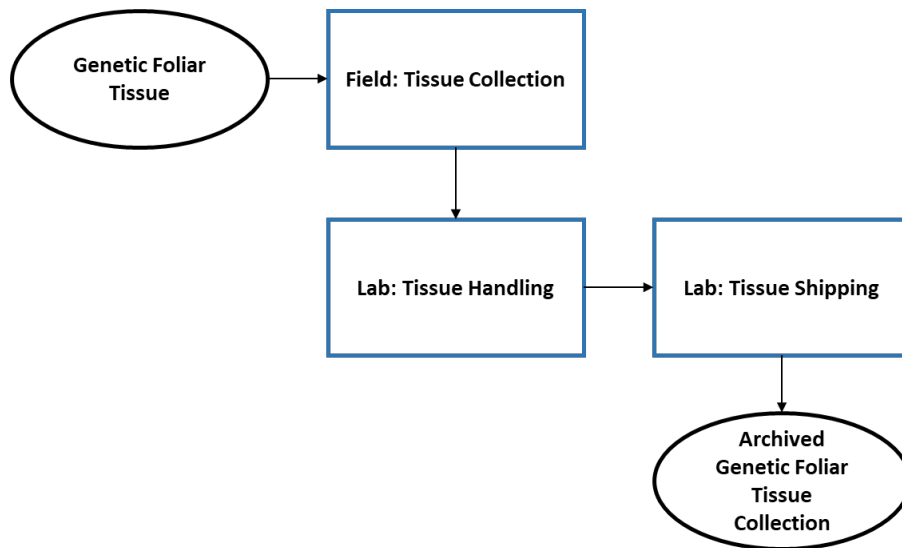 Genetic Foliar
Tissue
Field: Tissue Collection
Lab: Tissue Handling
Lab: Tissue Shipping
Archived
Genetic Foliar
Tissue
Collection